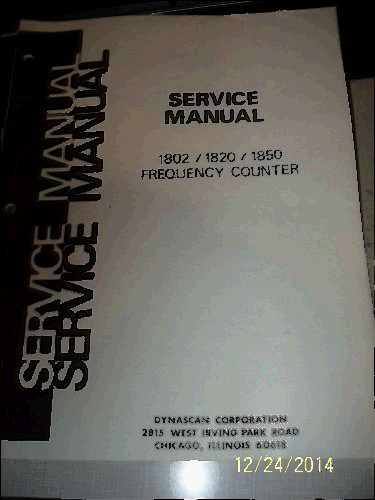 SERVICE MANUAL
SERVICE MANUAL
SERVICE
MANUAL
1802 / 1820 / 1850
FREQUENCY COUNTER
DYNASCAN CORPORATION
2815 WEST IRVING PARK ROAD
CHICAGO, ILLINOIS 60618
12/24/2014